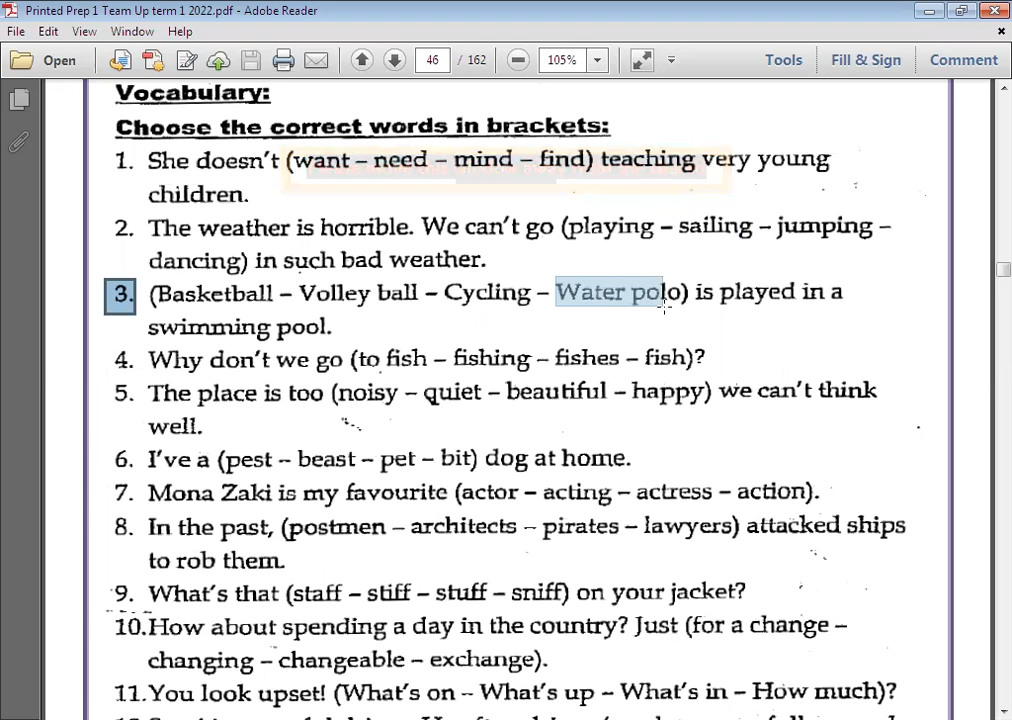 Printed Prep 1 Team Up term 1 2022.pdf - Adobe Reader
File Edit View Window Help
Open 46 / 162 105% Tools Fill & Sign Comment
Vocabulary:
Choose the correct words in brackets:
1. She doesn't (want – need – mind – find) teaching very young
children.
2. The weather is horrible. We can't go (playing – sailing – jumping –
dancing) in such bad weather.
3. (Basketball – Volley ball – Cycling – Water polo) is played in a
swimming pool.
4. Why don't we go (to fish – fishing – fishes – fish)?
5. The place is too (noisy – quiet – beautiful – happy) we can't think
well.
6. I've a (pest – beast – pet – bit) dog at home.
7. Mona Zaki is my favourite (actor – acting – actress – action).
8. In the past, (postmen – architects – pirates – lawyers) attacked ships
to rob them.
9. What's that (staff – stiff – stuff – sniff) on your jacket?
10. How about spending a day in the country? Just (for a change –
changing – changeable – exchange).
11. You look upset! (What's on – What's up – What's in – How much)?